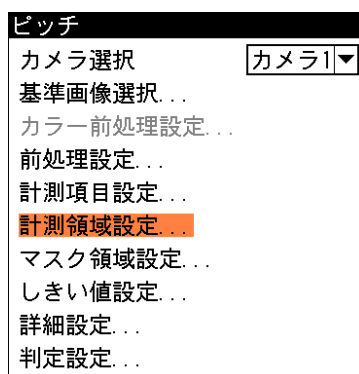 ピッチ
カメラ選択 カメラ1▼
基準画像選択...
カラー前処理設定...
前処理設定...
計測項目設定...
計測領域設定...
マスク領域設定...
しきい値設定...
詳細設定...
判定設定...